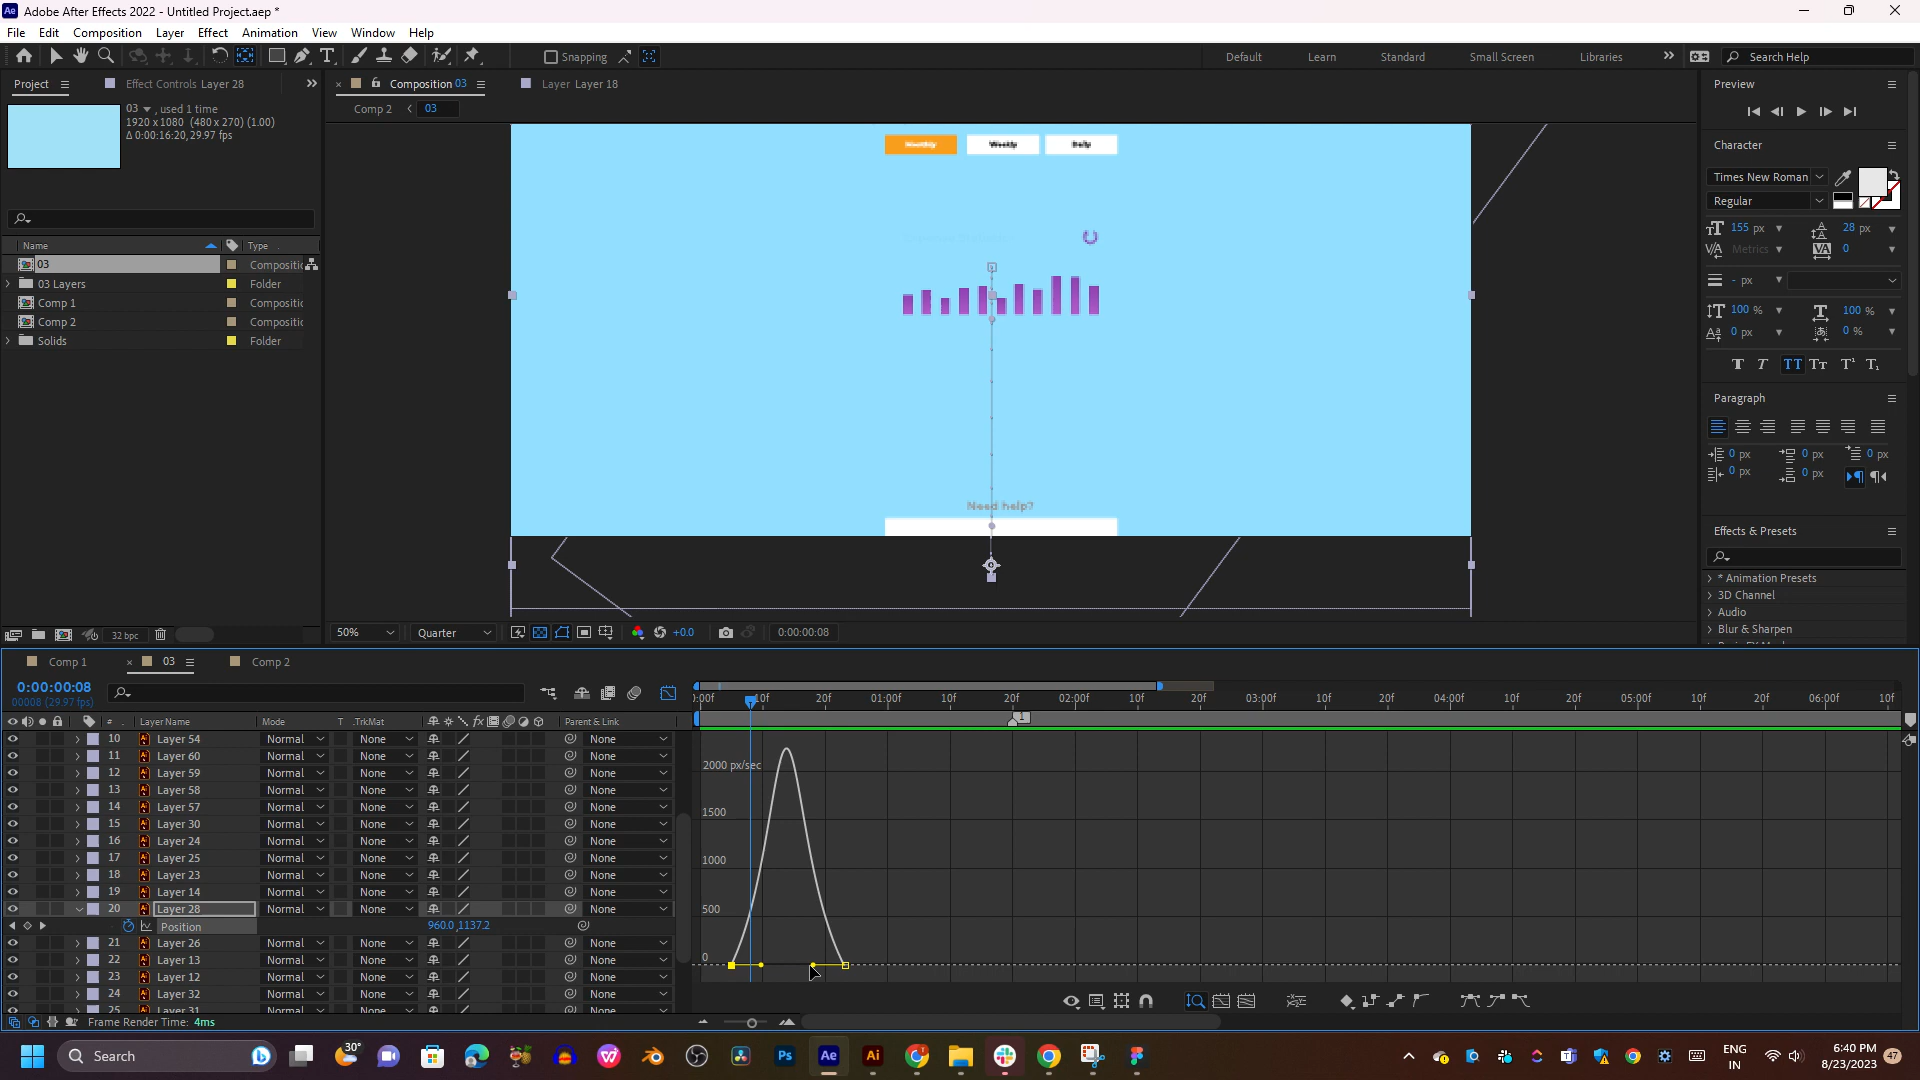 Adobe After Effects 2022 - Untitled Project.aep *
File Edit Composition Layer Effect Animation View Window Help
Snapping
Default Learn Standard Small Screen Libraries
Search Help
Project
Effect Controls Layer 28
Composition 03
Layer Layer 18
Preview
03 , used 1 time
1920 x 1080 (480 x 270) (1.00)
Δ 0:00:16:20, 29.97 fps
Comp 2 03
Monthly Weekly Daily
Need help?
Character
Times New Roman
Regular
155 px 28 px
Metrics 0
- px
100 % 100 %
0 px 0 %
Paragraph
0 px 0 px 0 px
0 px 0 px
Effects & Presets
* Animation Presets
3D Channel
Audio
Blur & Sharpen
Name Type
03 Compositic
03 Layers Folder
Comp 1 Compositic
Comp 2 Compositic
Solids Folder
32 bpc
50% Quarter +0.0 0:00:00:08
Comp 1 03 Comp 2
0:00:00:08
00008 (29.97 fps)
# Layer Name Mode T .TrkMat Parent & Link
:00f 10f 20f 01:00f 10f 20f 02:00f 10f 20f 03:00f 10f 20f 04:00f 10f 20f 05:00f 10f 20f 06:00f 10f
1
10 Layer 54 Normal None None
11 Layer 60 Normal None None
12 Layer 59 Normal None None
13 Layer 58 Normal None None
14 Layer 57 Normal None None
15 Layer 30 Normal None None
16 Layer 24 Normal None None
17 Layer 25 Normal None None
18 Layer 23 Normal None None
19 Layer 14 Normal None None
20 Layer 28 Normal None None
Position 960.0,1137.2
21 Layer 26 Normal None None
22 Layer 13 Normal None None
23 Layer 12 Normal None None
24 Layer 32 Normal None None
25 Layer 31 Normal None None
2000 px/sec
1500
1000
500
0
Frame Render Time: 4ms
Search
30°
ENG
IN
6:40 PM
8/23/2023
47